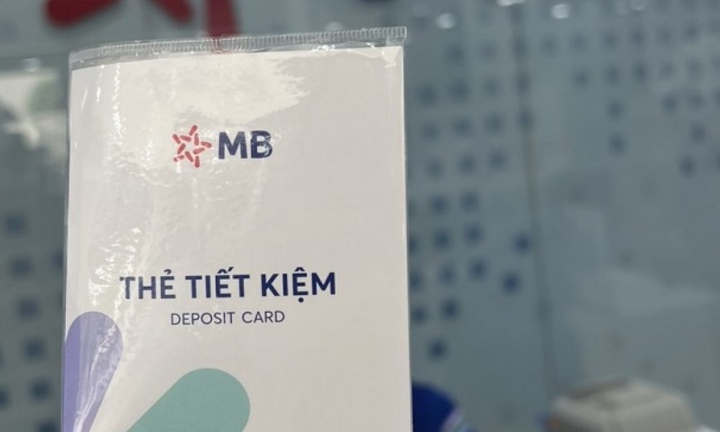 MB
THẺ TIẾT KIỆM
DEPOSIT CARD